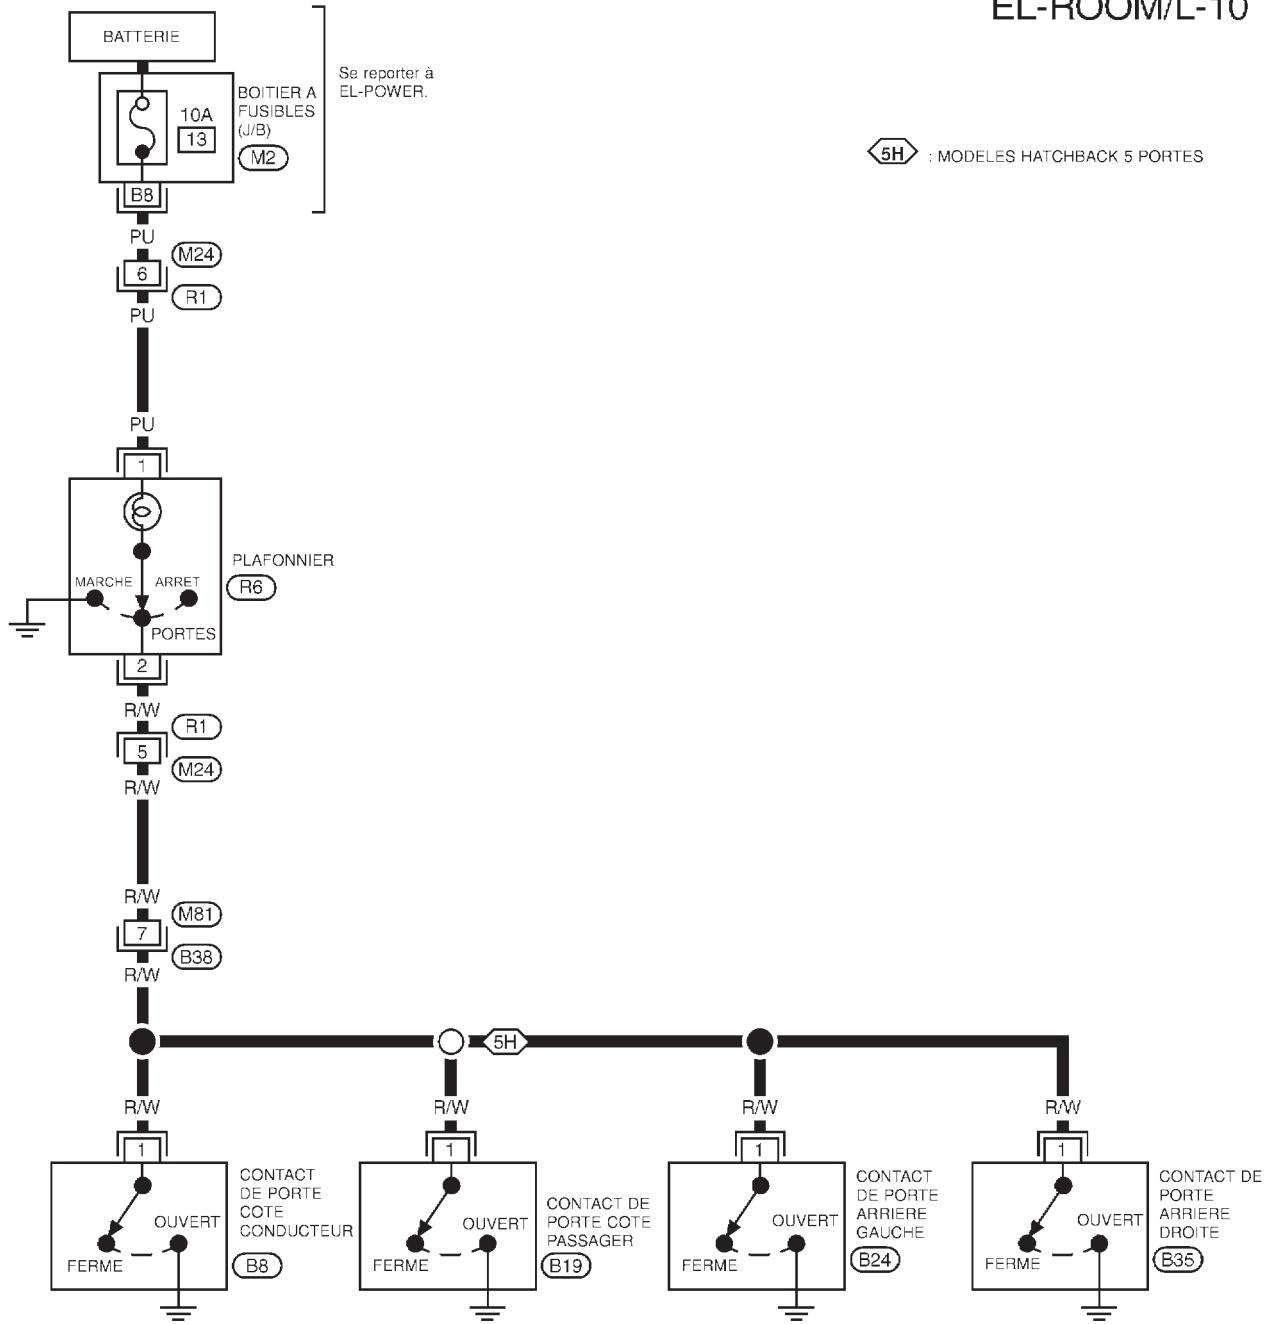 EL-ROOM/L-10
BATTERIE
BOITIER A
FUSIBLES
(J/B)
M2
10A
13
B8
Se reporter à
EL-POWER.
5H : MODELES HATCHBACK 5 PORTES
PU
M24
6
R1
PU
PU
1
PLAFONNIER
R6
MARCHE
ARRET
PORTES
2
R/W
R1
5
M24
R/W
R/W
M81
7
B38
R/W
5H
R/W
R/W
R/W
R/W
1
1
1
1
CONTACT
DE PORTE
COTE
CONDUCTEUR
B8
OUVERT
FERME
CONTACT DE
PORTE COTE
PASSAGER
B19
OUVERT
FERME
CONTACT
DE PORTE
ARRIERE
GAUCHE
B24
OUVERT
FERME
CONTACT DE
PORTE
ARRIERE
DROITE
B35
OUVERT
FERME